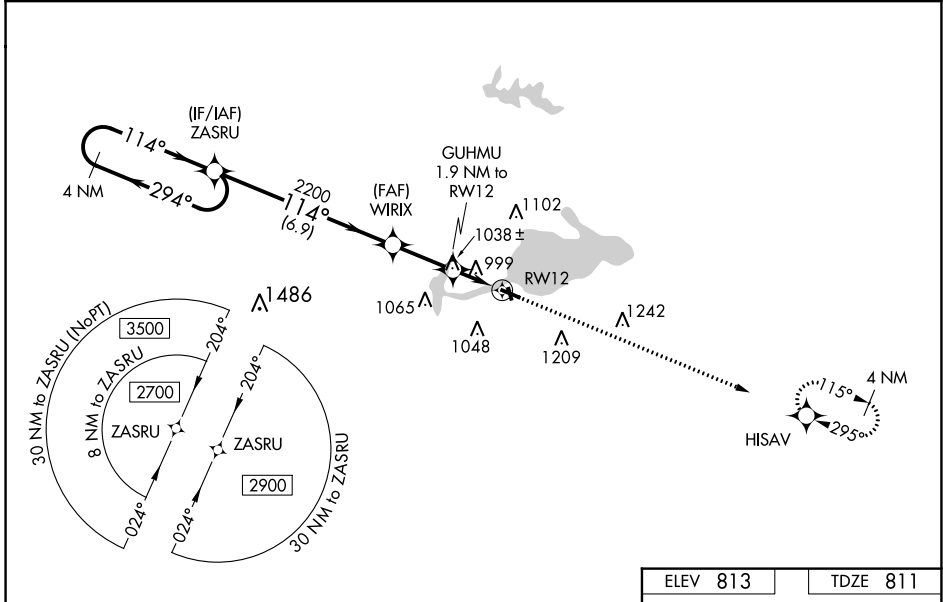 (IF/IAF)
ZASRU
114°
294°
4 NM
2200
114°
(6.9)
(FAF)
WIRIX
GUHMU
1.9 NM to
RW12
1102
1038 ±
999
RW12
1065
1048
1209
1242
1486
115°
4 NM
295°
HISAV
30 NM to ZASRU (NoPT)
3500
204°
8 NM to ZASRU
2700
ZASRU
024°
204°
ZASRU
2900
024°
30 NM to ZASRU
ELEV 813
TDZE 811